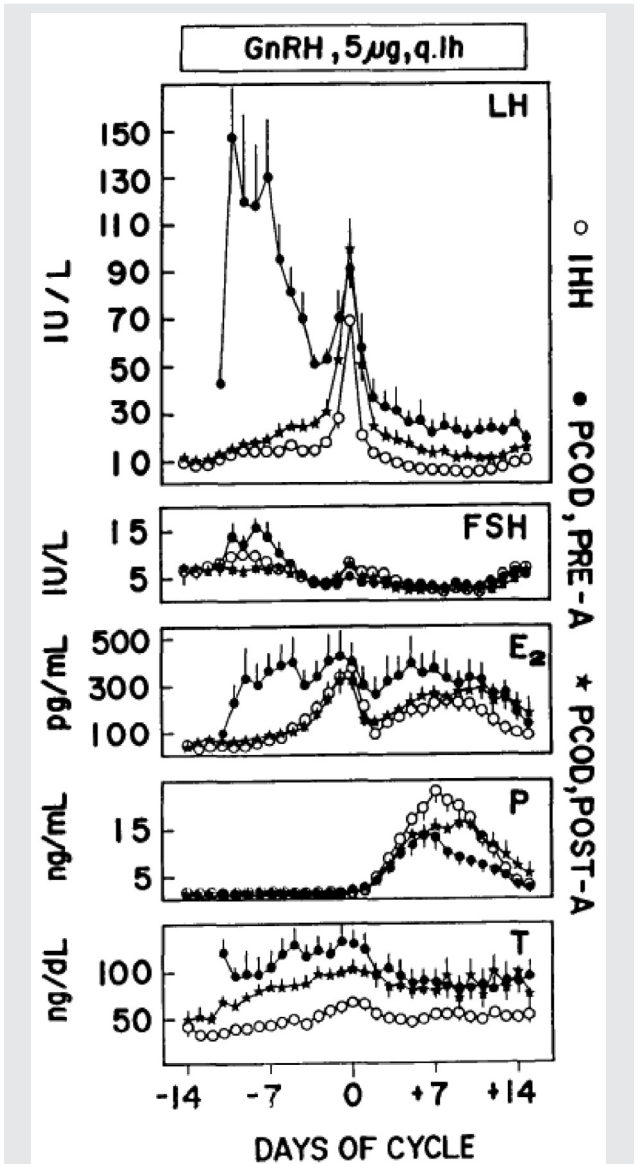 GnRH, 5µg, q.1h
LH
150
130
110
90
70
50
30
10
IU/L
FSH
15
5
IU/L
E₂
500
300
100
pg/mL
P
15
5
ng/mL
T
100
50
ng/dL
-14 -7 0 +7 +14
DAYS OF CYCLE
○ IHH ● PCOD, PRE-A ★ PCOD, POST-A